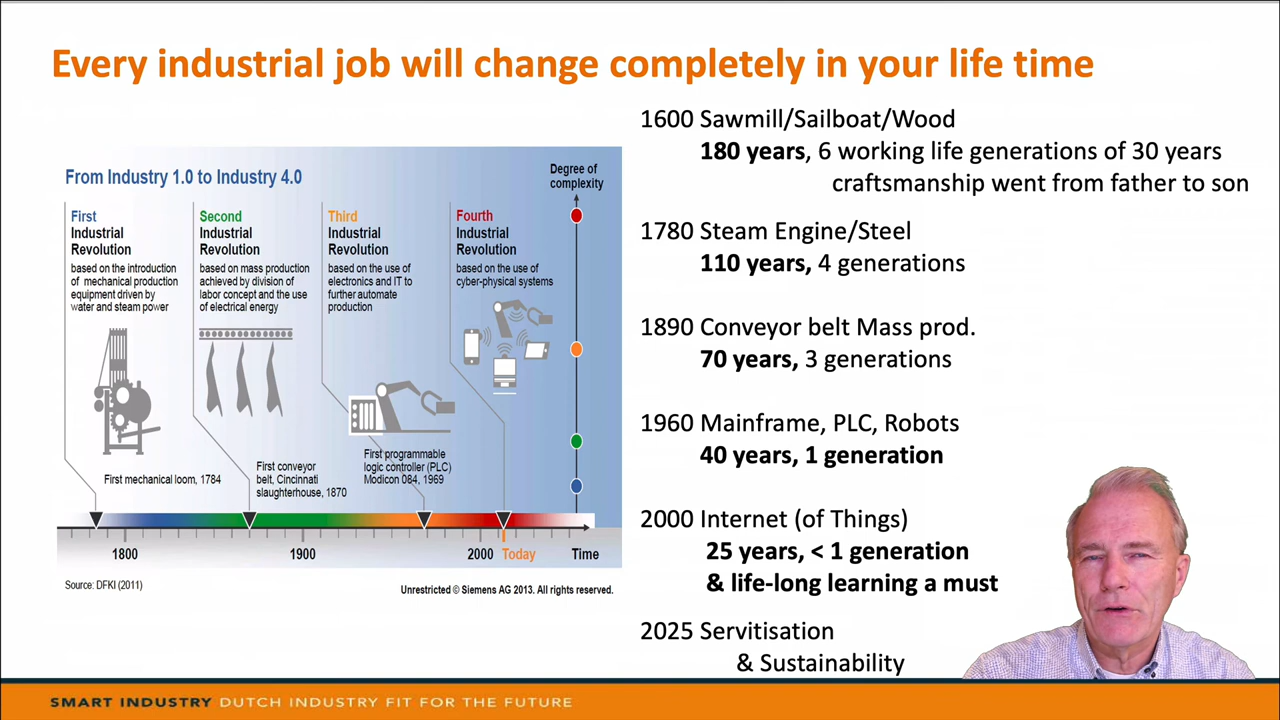 Every industrial job will change completely in your life time
From Industry 1.0 to Industry 4.0
Degree of
complexity
First
Industrial
Revolution
based on the introduction
of mechanical production
equipment driven by
water and steam power
Second
Industrial
Revolution
based on mass production
achieved by division of
labor concept and the use
of electrical energy
Third
Industrial
Revolution
based on the use of
electronics and IT to
further automate
production
Fourth
Industrial
Revolution
based on the use of
cyber-physical systems
First mechanical loom, 1784
First conveyor
belt, Cincinnati
slaughterhouse, 1870
First programmable
logic controller (PLC)
Modicon 084, 1969
1800
1900
2000
Today
Time
Source: DFKI (2011)
Unrestricted © Siemens AG 2013. All rights reserved.
1600 Sawmill/Sailboat/Wood
180 years, 6 working life generations of 30 years
craftsmanship went from father to son
1780 Steam Engine/Steel
110 years, 4 generations
1890 Conveyor belt Mass prod.
70 years, 3 generations
1960 Mainframe, PLC, Robots
40 years, 1 generation
2000 Internet (of Things)
25 years, < 1 generation
& life-long learning a must
2025 Servitisation
& Sustainability
SMART INDUSTRY DUTCH INDUSTRY FIT FOR THE FUTURE